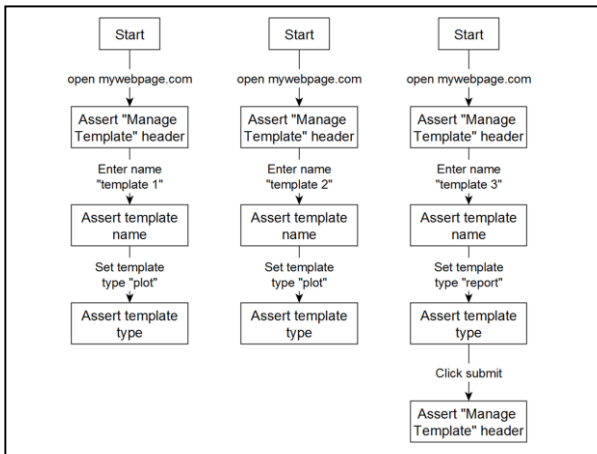 Start
open mywebpage.com
Assert "Manage
Template" header
Enter name
"template 1"
Assert template
name
Set template
type "plot"
Assert template
type
Start
open mywebpage.com
Assert "Manage
Template" header
Enter name
"template 2"
Assert template
name
Set template
type "plot"
Assert template
type
Start
open mywebpage.com
Assert "Manage
Template" header
Enter name
"template 3"
Assert template
name
Set template
type "report"
Assert template
type
Click submit
Assert "Manage
Template" header